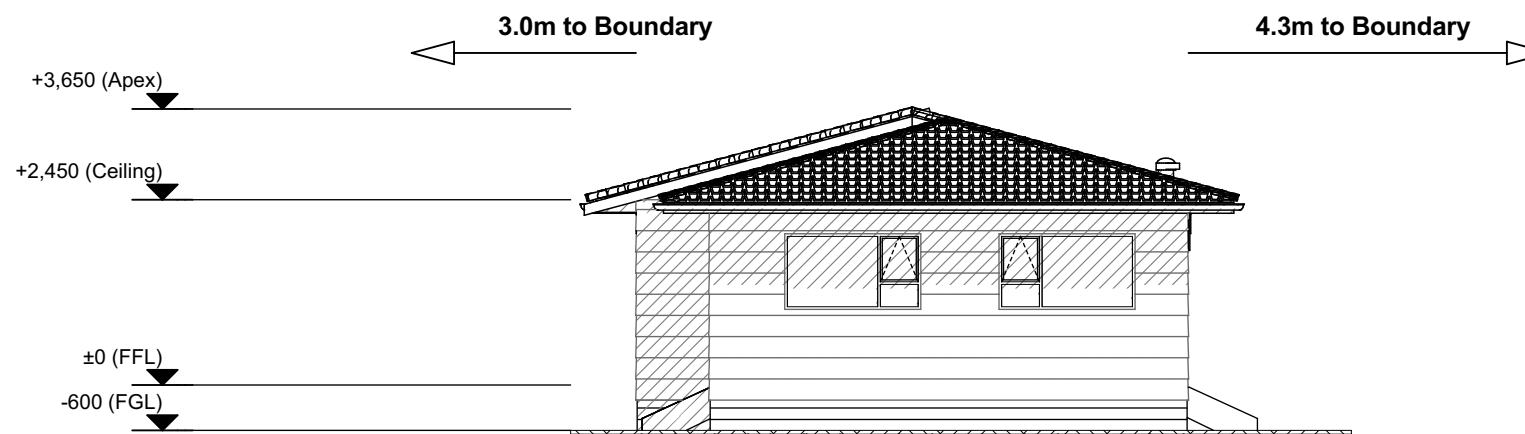 3.0m to Boundary
4.3m to Boundary
+3,650 (Apex)
+2,450 (Ceiling)
±0 (FFL)
-600 (FGL)